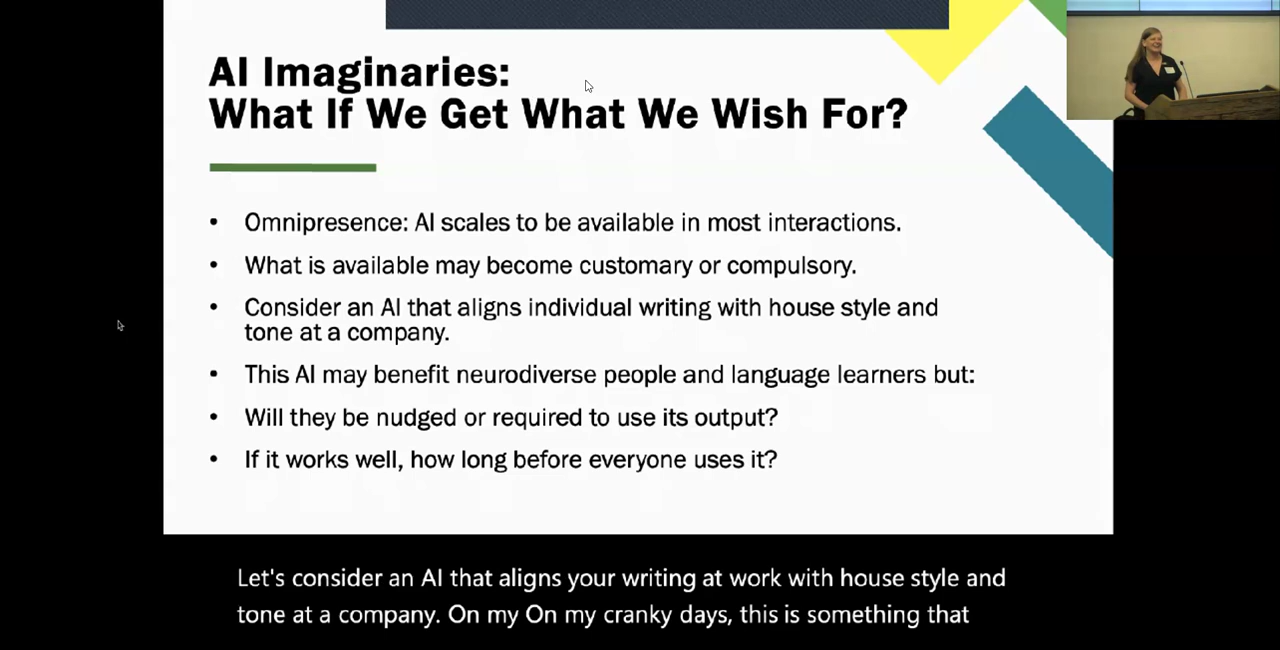 AI Imaginaries:
What If We Get What We Wish For?
• Omnipresence: AI scales to be available in most interactions.
• What is available may become customary or compulsory.
• Consider an AI that aligns individual writing with house style and
tone at a company.
• This AI may benefit neurodiverse people and language learners but:
• Will they be nudged or required to use its output?
• If it works well, how long before everyone uses it?
Let's consider an AI that aligns your writing at work with house style and
tone at a company. On my On my cranky days, this is something that